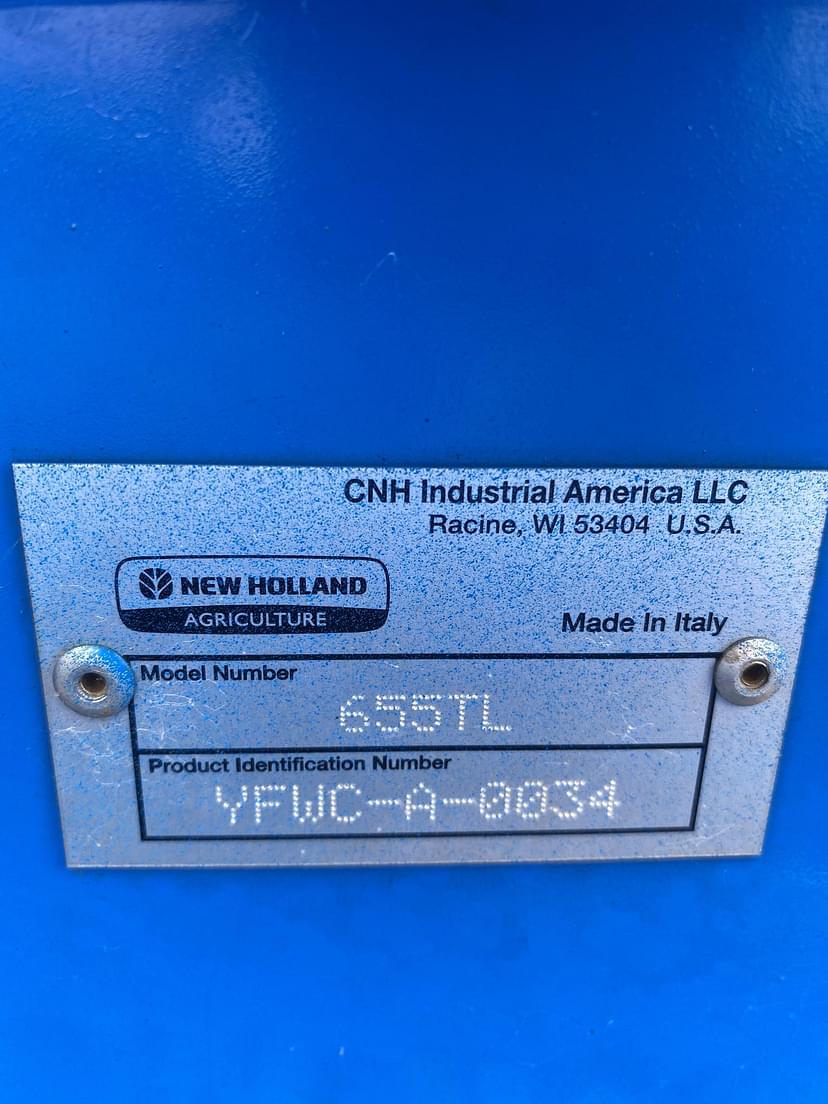 CNH Industrial America LLC
Racine, WI 53404 U.S.A.
NEW HOLLAND
AGRICULTURE
Made In Italy
Model Number
655TL
Product Identification Number
YFWC-A-0034